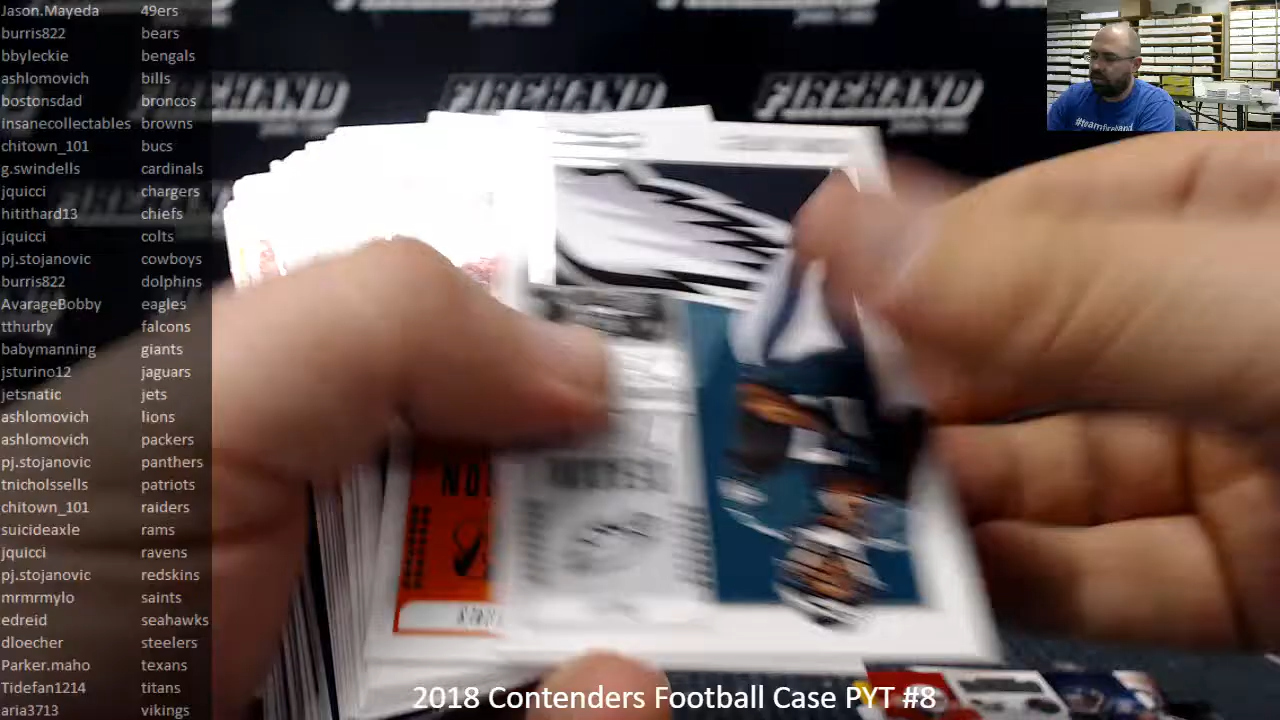 Jason.Mayeda 49ers
burris822 bears
bbyleckie bengals
ashlomovich bills
bostonsdad broncos
insanecollectables browns
chitown_101 bucs
g.swindells cardinals
jquicci chargers
hitithard13 chiefs
jquicci colts
pj.stojanovic cowboys
burris822 dolphins
AvarageBobby eagles
tthurby falcons
babymanning giants
jsturino12 jaguars
jetsnatic jets
ashlomovich lions
ashlomovich packers
pj.stojanovic panthers
tnicholssells patriots
chitown_101 raiders
suicideaxle rams
jquicci ravens
pj.stojanovic redskins
mrmrmylo saints
edreid seahawks
dloecher steelers
Parker.maho texans
Tidefan1214 titans
aria3713 vikings
FIREHAND
FIREHAND
FIREHAND
#teamfirehand
2018 Contenders Football Case PYT #8